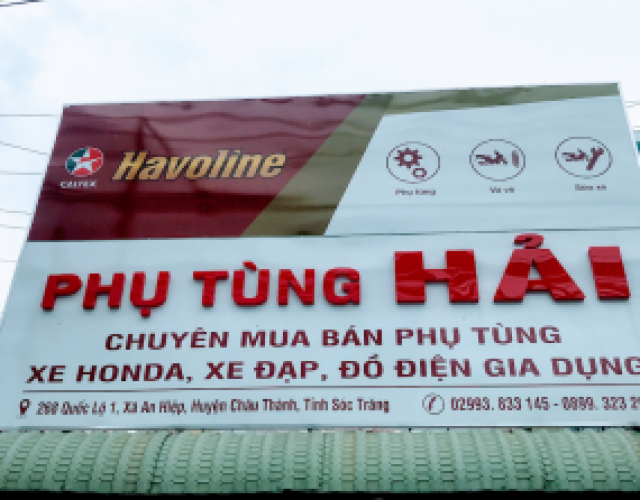 CALTEX
Havoline
Phụ tùng
Vá vỏ
Sửa xe
PHỤ TÙNG HẢI
CHUYÊN MUA BÁN PHỤ TÙNG
XE HONDA, XE ĐẠP, ĐỒ ĐIỆN GIA DỤNG
268 Quốc Lộ 1, Xã An Hiệp, Huyện Châu Thành, Tỉnh Sóc Trăng
02993. 833 145 - 0899. 323